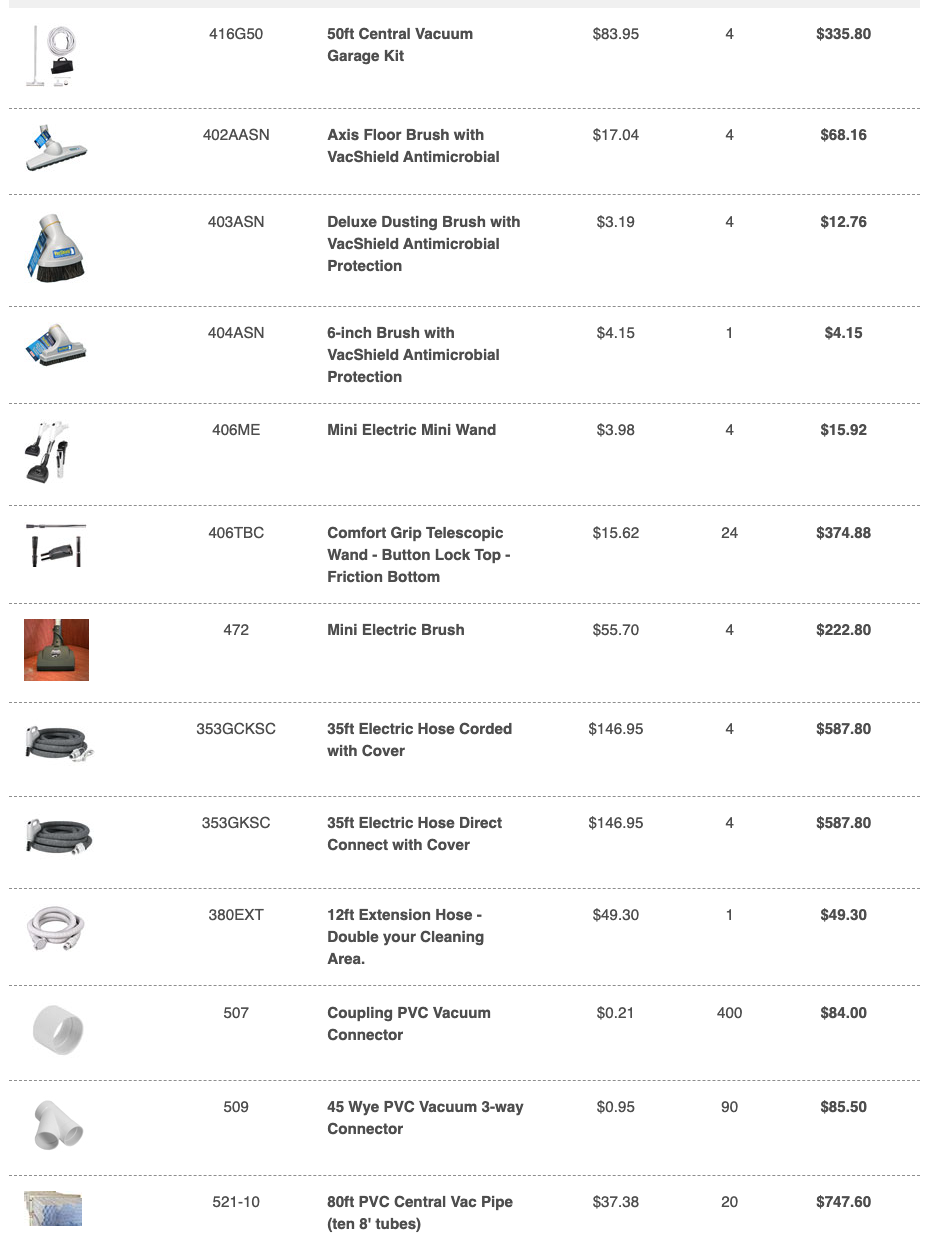 416G50 50ft Central Vacuum $83.95 4 $335.80
Garage Kit
402AASN Axis Floor Brush with $17.04 4 $68.16
VacShield Antimicrobial
403ASN Deluxe Dusting Brush with $3.19 4 $12.76
VacShield Antimicrobial
Protection
404ASN 6-inch Brush with $4.15 1 $4.15
VacShield Antimicrobial
Protection
406ME Mini Electric Mini Wand $3.98 4 $15.92
406TBC Comfort Grip Telescopic $15.62 24 $374.88
Wand - Button Lock Top -
Friction Bottom
472 Mini Electric Brush $55.70 4 $222.80
353GCKSC 35ft Electric Hose Corded $146.95 4 $587.80
with Cover
353GKSC 35ft Electric Hose Direct $146.95 4 $587.80
Connect with Cover
380EXT 12ft Extension Hose - $49.30 1 $49.30
Double your Cleaning
Area.
507 Coupling PVC Vacuum $0.21 400 $84.00
Connector
509 45 Wye PVC Vacuum 3-way $0.95 90 $85.50
Connector
521-10 80ft PVC Central Vac Pipe $37.38 20 $747.60
(ten 8' tubes)